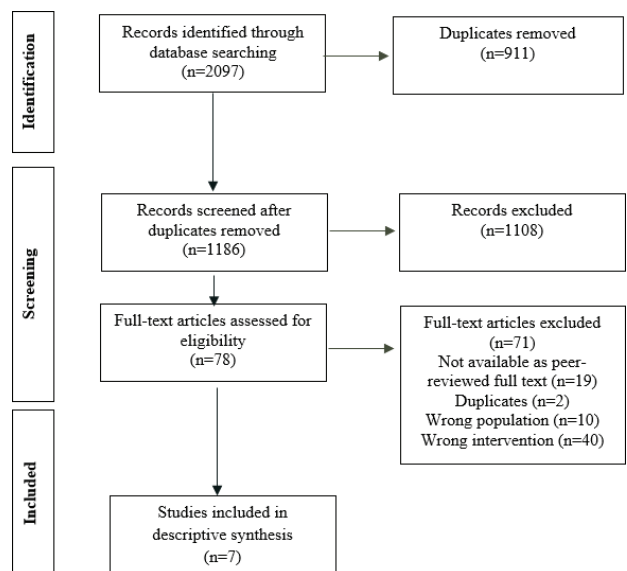 Identification
Records identified through
database searching
(n=2097)
Duplicates removed
(n=911)
Screening
Records screened after
duplicates removed
(n=1186)
Records excluded
(n=1108)
Full-text articles assessed for
eligibility
(n=78)
Full-text articles excluded
(n=71)
Not available as peer-
reviewed full text (n=19)
Duplicates (n=2)
Wrong population (n=10)
Wrong intervention (n=40)
Included
Studies included in
descriptive synthesis
(n=7)